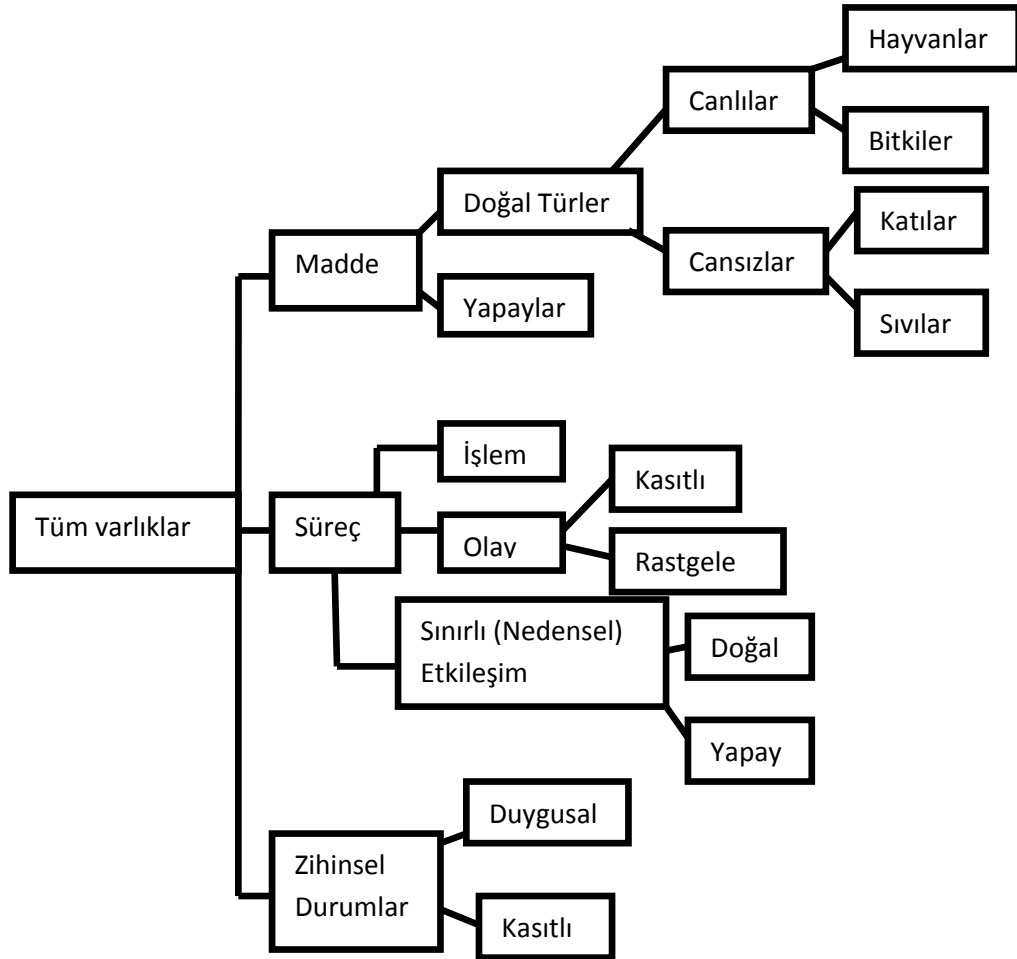 Hayvanlar
Canlılar
Bitkiler
Doğal Türler
Katılar
Madde
Cansızlar
Yapaylar
Sıvılar
İşlem
Kasıtlı
Tüm varlıklar
Süreç
Olay
Rastgele
Sınırlı (Nedensel)
Etkileşim
Doğal
Yapay
Duygusal
Zihinsel
Durumlar
Kasıtlı